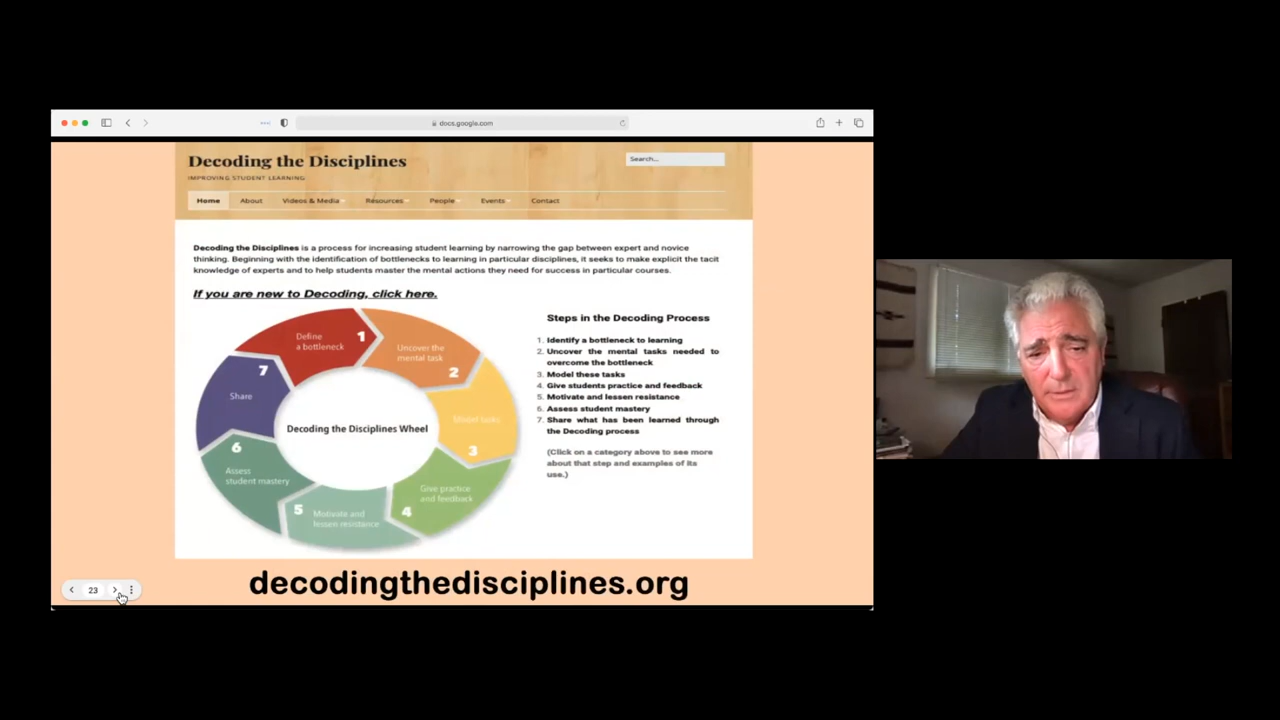 docs.google.com
Decoding the Disciplines
IMPROVING STUDENT LEARNING
Search...
Home About Videos & Media Resources People Events Contact
Decoding the Disciplines is a process for increasing student learning by narrowing the gap between expert and novice
thinking. Beginning with the identification of bottlenecks to learning in particular disciplines, it seeks to make explicit the tacit
knowledge of experts and to help students master the mental actions they need for success in particular courses.
If you are new to Decoding, click here.
Define
a bottleneck
1
Uncover the
mental task
2
Model tasks
3
Give practice
and feedback
4
Motivate and
lessen resistance
5
Assess
student mastery
6
Share
7
Decoding the Disciplines Wheel
Steps in the Decoding Process
1. Identify a bottleneck to learning
2. Uncover the mental tasks needed to
overcome the bottleneck
3. Model these tasks
4. Give students practice and feedback
5. Motivate and lessen resistance
6. Assess student mastery
7. Share what has been learned through
the Decoding process
(Click on a category above to see more
about that step and examples of its
use.)
23
decodingthedisciplines.org